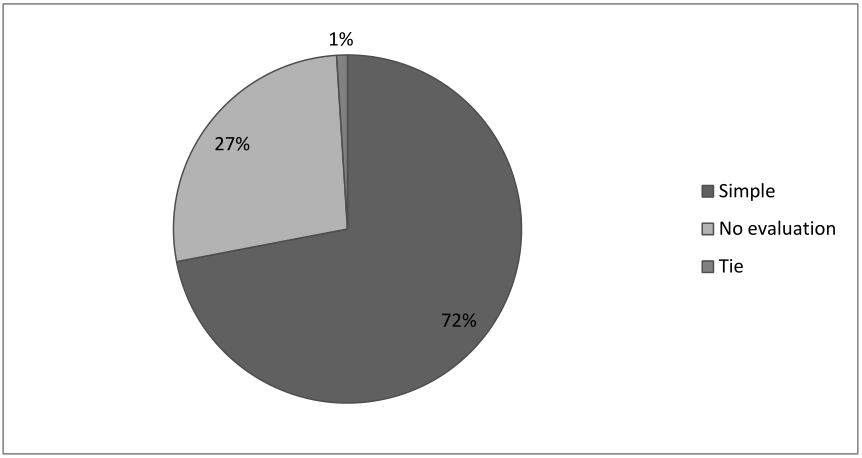 1%
27%
72%
Simple
No evaluation
Tie